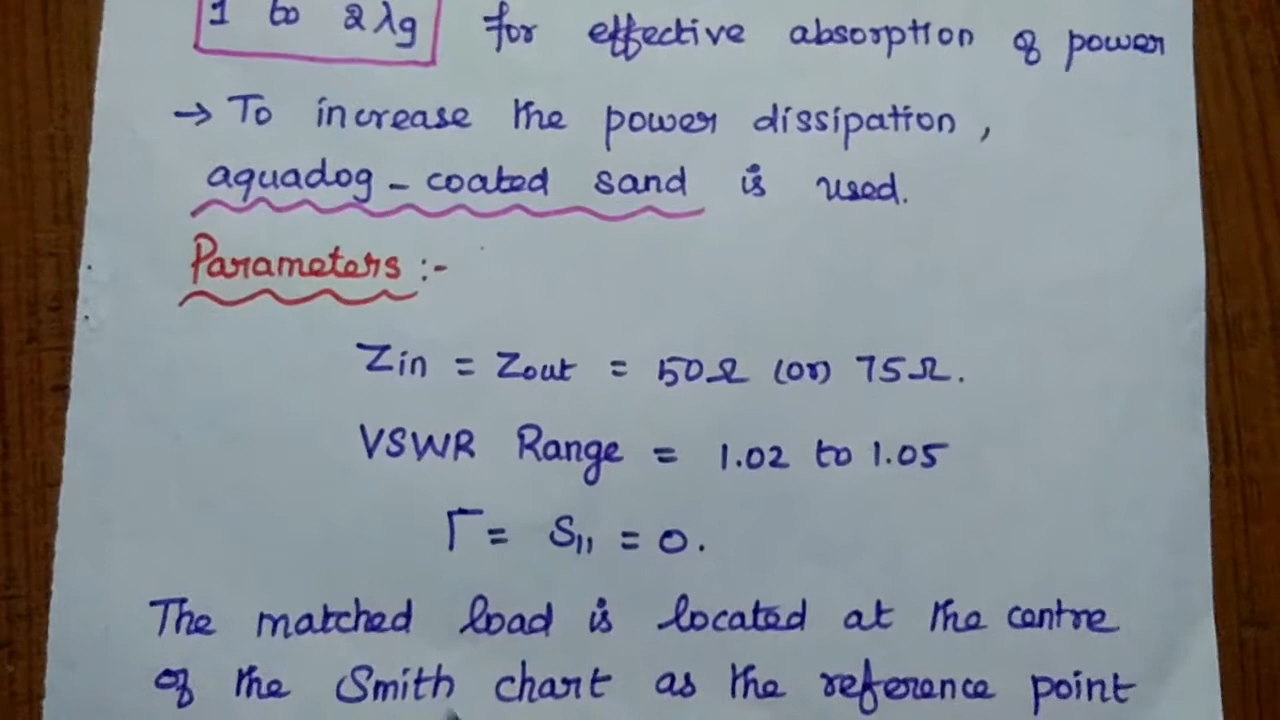 1 to 2λg for effective absorption of power
→ To increase the power dissipation,
aquadog - coated sand is used.
Parameters :-
Zin = Zout = 50Ω (or) 75Ω.
VSWR Range = 1.02 to 1.05
Γ = S₁₁ = 0.
The matched load is located at the centre
of the Smith chart as the reference point